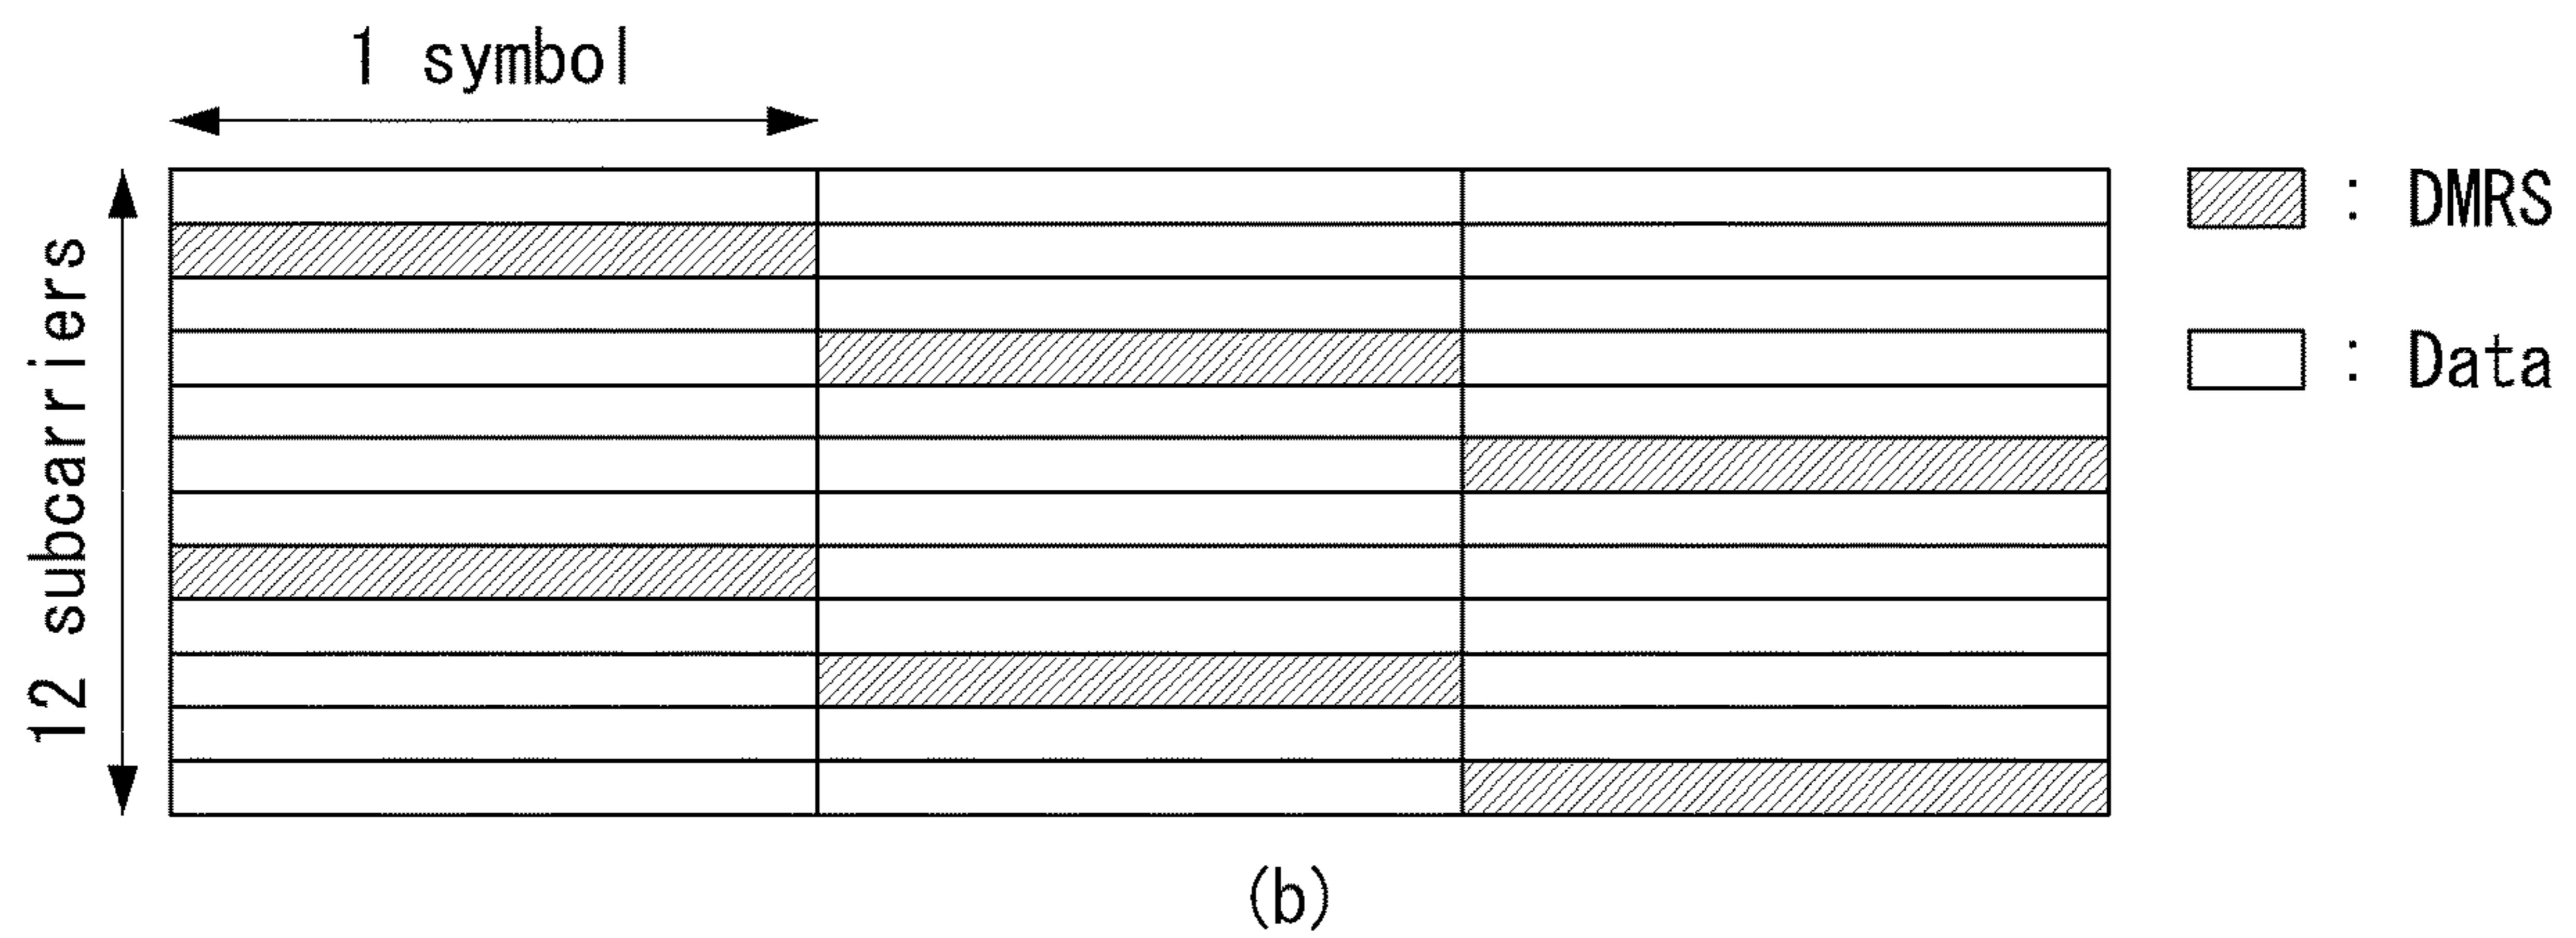 1 symbol
12 subcarriers
: DMRS
: Data
(b)